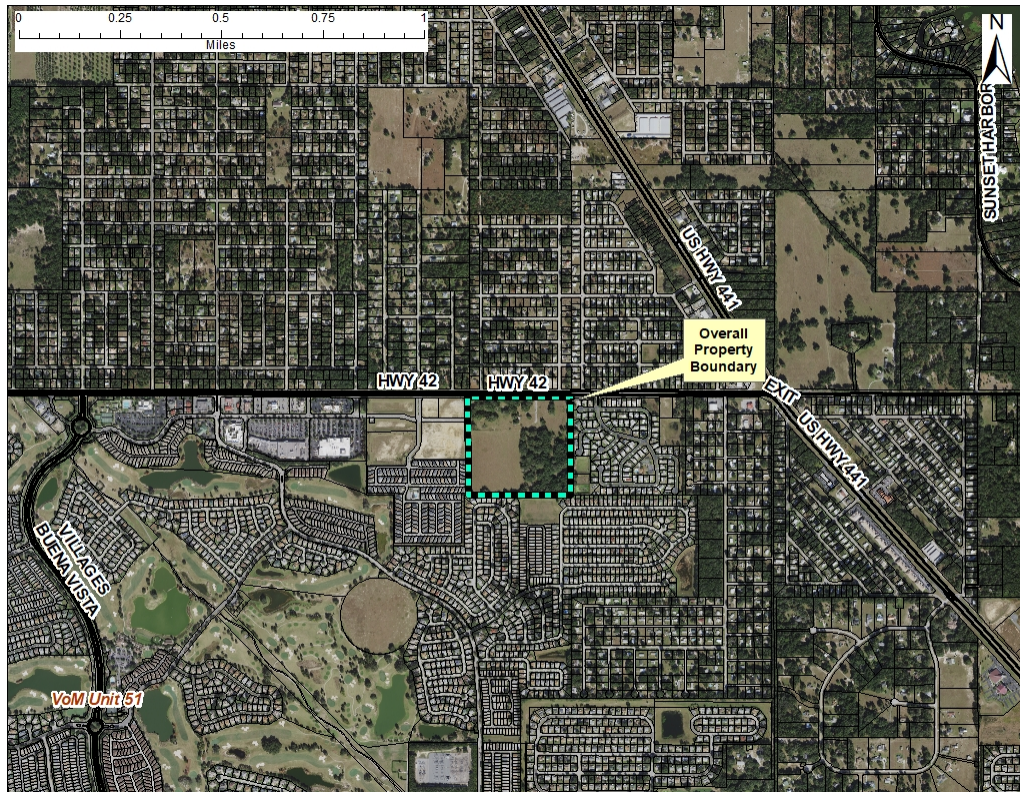 0 0.25 0.5 0.75 1
Miles
N
SUNSET HARBOR
US HWY 441
Overall
Property
Boundary
HWY 42
HWY 42
EXIT
US HWY 441
VILLAGES
BUENA VISTA
VoM Unit 51